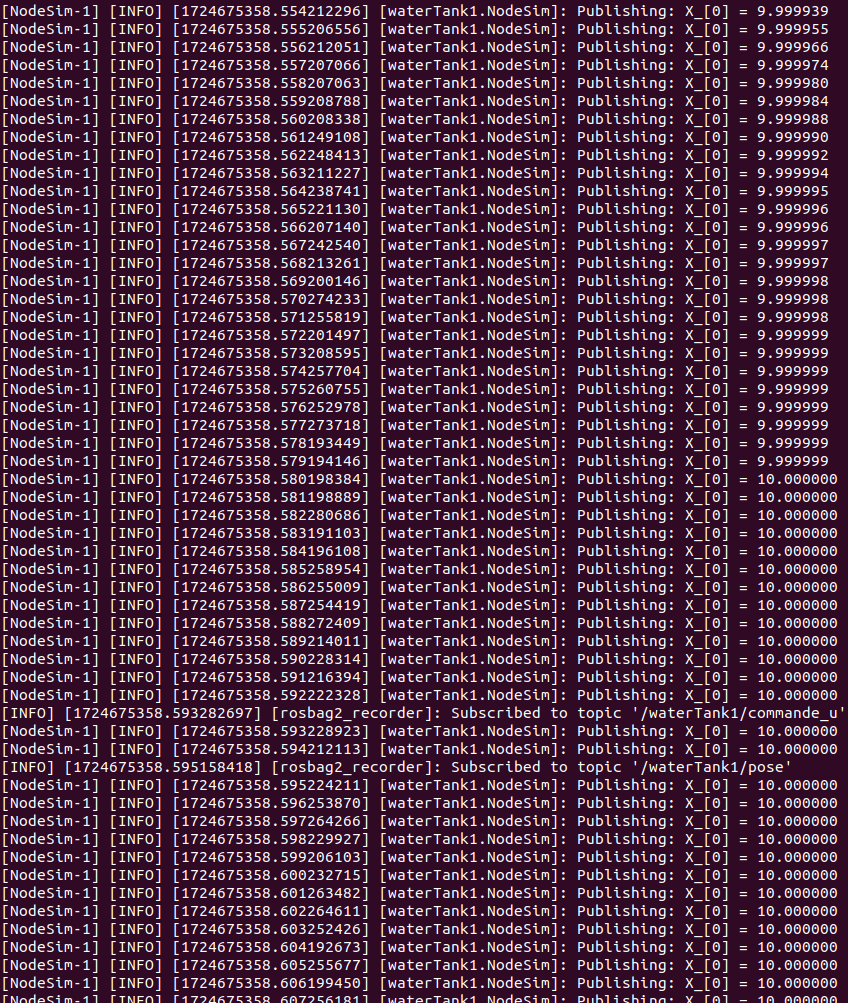 [NodeSim-1] [INFO] [1724675358.554212296] [waterTank1.NodeSim]: Publishing: X_[0] = 9.999939
[NodeSim-1] [INFO] [1724675358.555206556] [waterTank1.NodeSim]: Publishing: X_[0] = 9.999955
[NodeSim-1] [INFO] [1724675358.556212051] [waterTank1.NodeSim]: Publishing: X_[0] = 9.999966
[NodeSim-1] [INFO] [1724675358.557207066] [waterTank1.NodeSim]: Publishing: X_[0] = 9.999974
[NodeSim-1] [INFO] [1724675358.558207063] [waterTank1.NodeSim]: Publishing: X_[0] = 9.999980
[NodeSim-1] [INFO] [1724675358.559208788] [waterTank1.NodeSim]: Publishing: X_[0] = 9.999984
[NodeSim-1] [INFO] [1724675358.560208338] [waterTank1.NodeSim]: Publishing: X_[0] = 9.999988
[NodeSim-1] [INFO] [1724675358.561249108] [waterTank1.NodeSim]: Publishing: X_[0] = 9.999990
[NodeSim-1] [INFO] [1724675358.562248413] [waterTank1.NodeSim]: Publishing: X_[0] = 9.999992
[NodeSim-1] [INFO] [1724675358.563211227] [waterTank1.NodeSim]: Publishing: X_[0] = 9.999994
[NodeSim-1] [INFO] [1724675358.564238741] [waterTank1.NodeSim]: Publishing: X_[0] = 9.999995
[NodeSim-1] [INFO] [1724675358.565221130] [waterTank1.NodeSim]: Publishing: X_[0] = 9.999996
[NodeSim-1] [INFO] [1724675358.566207140] [waterTank1.NodeSim]: Publishing: X_[0] = 9.999996
[NodeSim-1] [INFO] [1724675358.567242540] [waterTank1.NodeSim]: Publishing: X_[0] = 9.999997
[NodeSim-1] [INFO] [1724675358.568213261] [waterTank1.NodeSim]: Publishing: X_[0] = 9.999997
[NodeSim-1] [INFO] [1724675358.569200146] [waterTank1.NodeSim]: Publishing: X_[0] = 9.999998
[NodeSim-1] [INFO] [1724675358.570274233] [waterTank1.NodeSim]: Publishing: X_[0] = 9.999998
[NodeSim-1] [INFO] [1724675358.571255819] [waterTank1.NodeSim]: Publishing: X_[0] = 9.999998
[NodeSim-1] [INFO] [1724675358.572201497] [waterTank1.NodeSim]: Publishing: X_[0] = 9.999999
[NodeSim-1] [INFO] [1724675358.573208595] [waterTank1.NodeSim]: Publishing: X_[0] = 9.999999
[NodeSim-1] [INFO] [1724675358.574257704] [waterTank1.NodeSim]: Publishing: X_[0] = 9.999999
[NodeSim-1] [INFO] [1724675358.575260755] [waterTank1.NodeSim]: Publishing: X_[0] = 9.999999
[NodeSim-1] [INFO] [1724675358.576252978] [waterTank1.NodeSim]: Publishing: X_[0] = 9.999999
[NodeSim-1] [INFO] [1724675358.577273718] [waterTank1.NodeSim]: Publishing: X_[0] = 9.999999
[NodeSim-1] [INFO] [1724675358.578193449] [waterTank1.NodeSim]: Publishing: X_[0] = 9.999999
[NodeSim-1] [INFO] [1724675358.579194146] [waterTank1.NodeSim]: Publishing: X_[0] = 9.999999
[NodeSim-1] [INFO] [1724675358.580198384] [waterTank1.NodeSim]: Publishing: X_[0] = 10.000000
[NodeSim-1] [INFO] [1724675358.581198889] [waterTank1.NodeSim]: Publishing: X_[0] = 10.000000
[NodeSim-1] [INFO] [1724675358.582280686] [waterTank1.NodeSim]: Publishing: X_[0] = 10.000000
[NodeSim-1] [INFO] [1724675358.583191103] [waterTank1.NodeSim]: Publishing: X_[0] = 10.000000
[NodeSim-1] [INFO] [1724675358.584196108] [waterTank1.NodeSim]: Publishing: X_[0] = 10.000000
[NodeSim-1] [INFO] [1724675358.585258954] [waterTank1.NodeSim]: Publishing: X_[0] = 10.000000
[NodeSim-1] [INFO] [1724675358.586255009] [waterTank1.NodeSim]: Publishing: X_[0] = 10.000000
[NodeSim-1] [INFO] [1724675358.587254419] [waterTank1.NodeSim]: Publishing: X_[0] = 10.000000
[NodeSim-1] [INFO] [1724675358.588272409] [waterTank1.NodeSim]: Publishing: X_[0] = 10.000000
[NodeSim-1] [INFO] [1724675358.589214011] [waterTank1.NodeSim]: Publishing: X_[0] = 10.000000
[NodeSim-1] [INFO] [1724675358.590228314] [waterTank1.NodeSim]: Publishing: X_[0] = 10.000000
[NodeSim-1] [INFO] [1724675358.591216394] [waterTank1.NodeSim]: Publishing: X_[0] = 10.000000
[NodeSim-1] [INFO] [1724675358.592222328] [waterTank1.NodeSim]: Publishing: X_[0] = 10.000000
[INFO] [1724675358.593282697] [rosbag2_recorder]: Subscribed to topic '/waterTank1/commande_u'
[NodeSim-1] [INFO] [1724675358.593228923] [waterTank1.NodeSim]: Publishing: X_[0] = 10.000000
[NodeSim-1] [INFO] [1724675358.594212113] [waterTank1.NodeSim]: Publishing: X_[0] = 10.000000
[INFO] [1724675358.595158418] [rosbag2_recorder]: Subscribed to topic '/waterTank1/pose'
[NodeSim-1] [INFO] [1724675358.595224211] [waterTank1.NodeSim]: Publishing: X_[0] = 10.000000
[NodeSim-1] [INFO] [1724675358.596253870] [waterTank1.NodeSim]: Publishing: X_[0] = 10.000000
[NodeSim-1] [INFO] [1724675358.597264266] [waterTank1.NodeSim]: Publishing: X_[0] = 10.000000
[NodeSim-1] [INFO] [1724675358.598229927] [waterTank1.NodeSim]: Publishing: X_[0] = 10.000000
[NodeSim-1] [INFO] [1724675358.599206103] [waterTank1.NodeSim]: Publishing: X_[0] = 10.000000
[NodeSim-1] [INFO] [1724675358.600232715] [waterTank1.NodeSim]: Publishing: X_[0] = 10.000000
[NodeSim-1] [INFO] [1724675358.601263482] [waterTank1.NodeSim]: Publishing: X_[0] = 10.000000
[NodeSim-1] [INFO] [1724675358.602264611] [waterTank1.NodeSim]: Publishing: X_[0] = 10.000000
[NodeSim-1] [INFO] [1724675358.603252426] [waterTank1.NodeSim]: Publishing: X_[0] = 10.000000
[NodeSim-1] [INFO] [1724675358.604192673] [waterTank1.NodeSim]: Publishing: X_[0] = 10.000000
[NodeSim-1] [INFO] [1724675358.605255677] [waterTank1.NodeSim]: Publishing: X_[0] = 10.000000
[NodeSim-1] [INFO] [1724675358.606199450] [waterTank1.NodeSim]: Publishing: X_[0] = 10.000000
[NodeSim-1] [INFO] [1724675358.607256181] [waterTank1.NodeSim]: Publishing: X_[0] = 10.000000